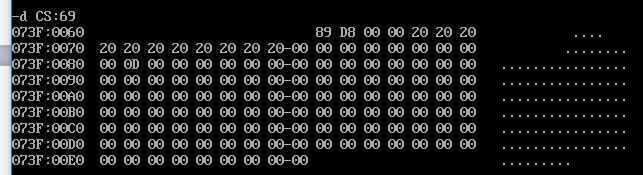 -d CS:69
073F:0060                             89 D8 00 00 20 20 20            ....
073F:0070  20 20 20 20 20 20 20 20-00 00 00 00 00 00 00 00           ........
073F:0080  00 0D 00 00 00 00 00 00-00 00 00 00 00 00 00 00   ................
073F:0090  00 00 00 00 00 00 00 00-00 00 00 00 00 00 00 00   ................
073F:00A0  00 00 00 00 00 00 00 00-00 00 00 00 00 00 00 00   ................
073F:00B0  00 00 00 00 00 00 00 00-00 00 00 00 00 00 00 00   ................
073F:00C0  00 00 00 00 00 00 00 00-00 00 00 00 00 00 00 00   ................
073F:00D0  00 00 00 00 00 00 00 00-00 00 00 00 00 00 00 00   ................
073F:00E0  00 00 00 00 00 00 00 00-00                        .........